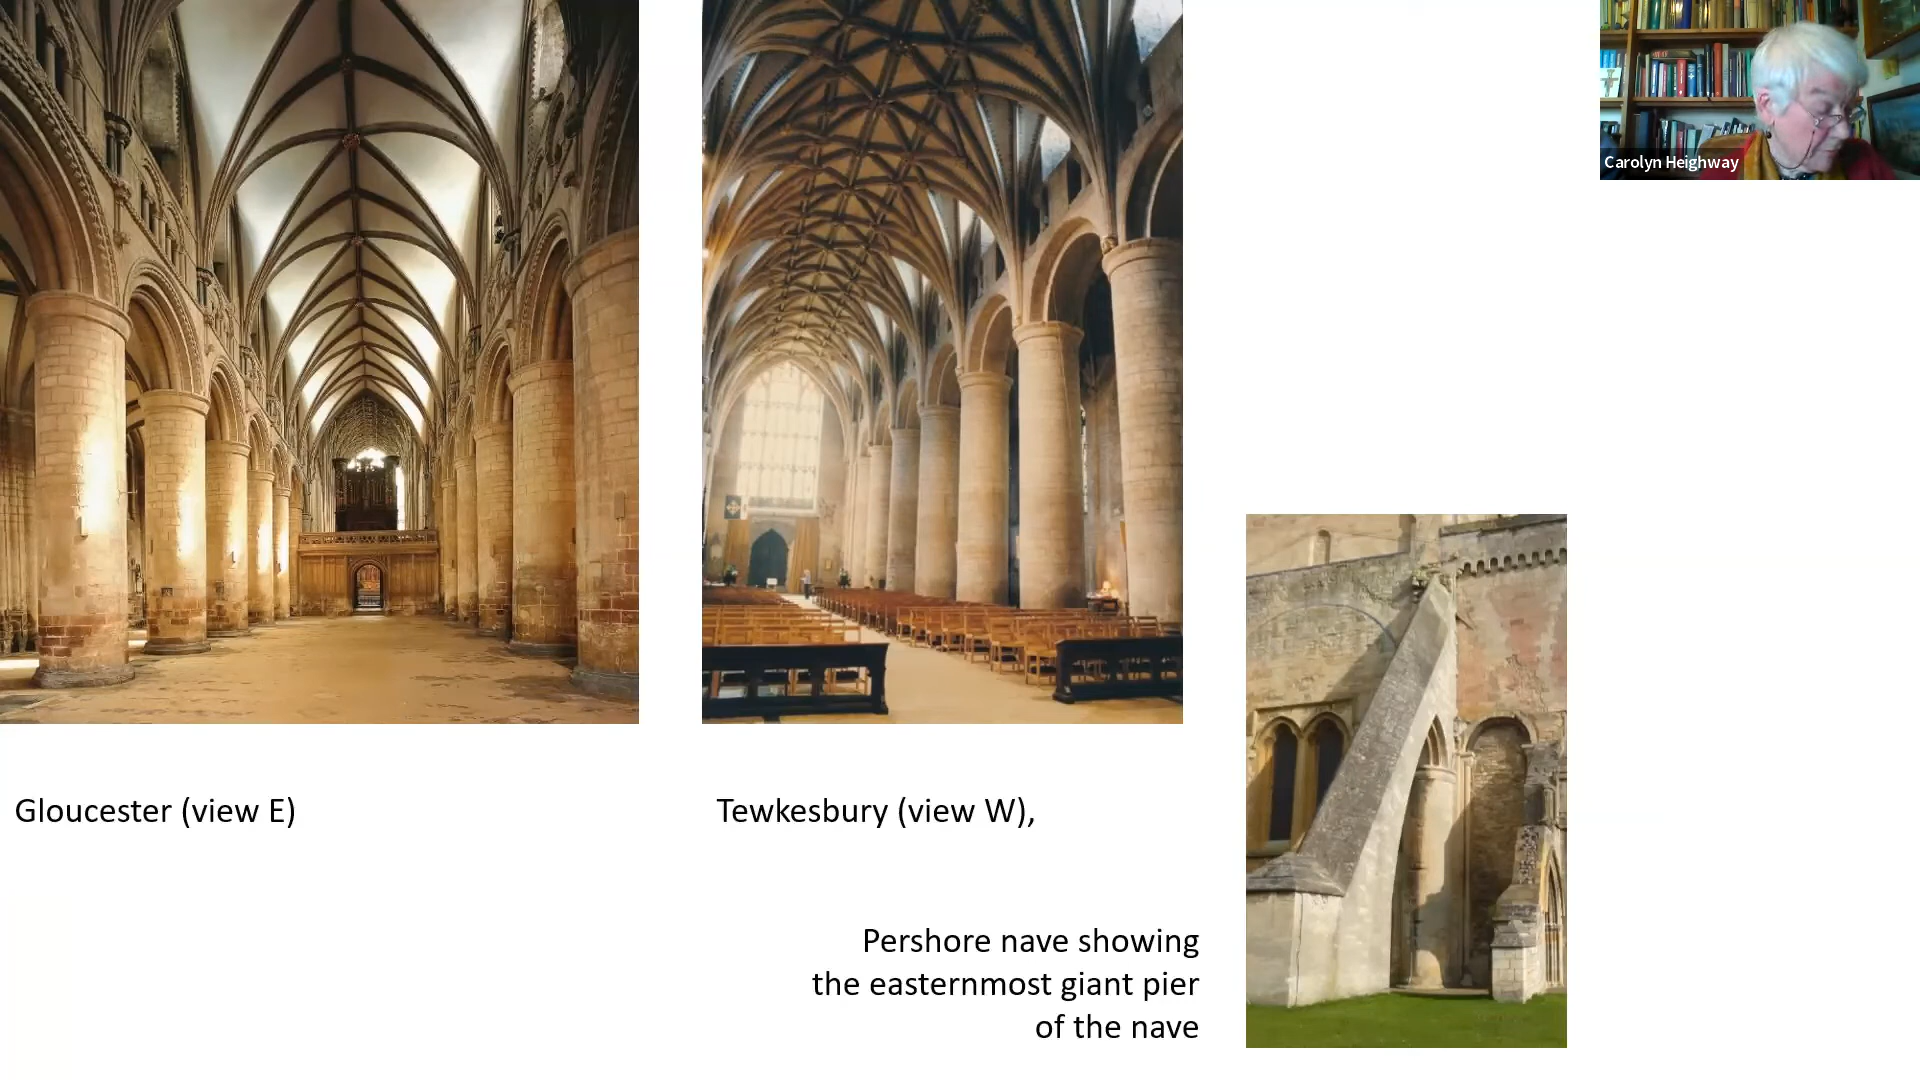 Carolyn Heighway
Gloucester (view E)
Tewkesbury (view W),
Pershore nave showing
the easternmost giant pier
of the nave